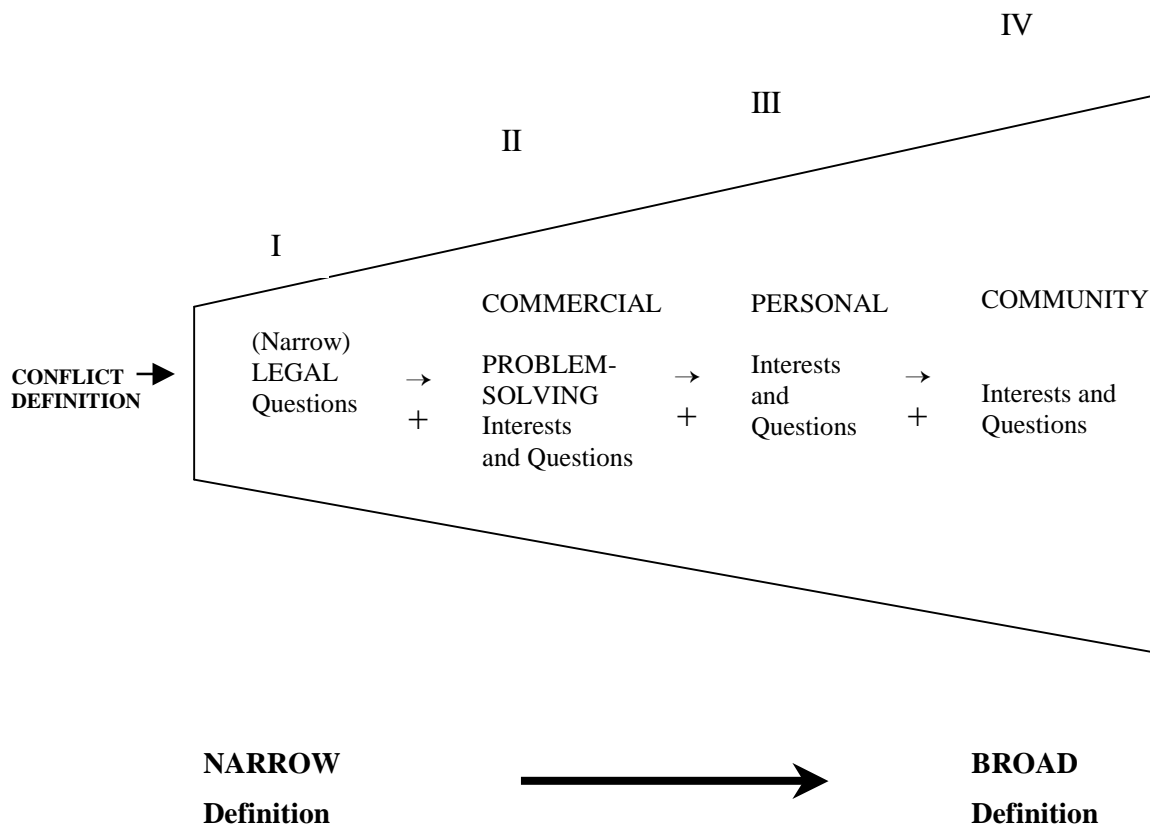 IV
III
II
I
COMMERCIAL
PERSONAL
COMMUNITY
(Narrow)
LEGAL
Questions
PROBLEM-
SOLVING
Interests
and Questions
Interests
and
Questions
Interests and
Questions
CONFLICT
DEFINITION
→
+
→
+
→
+
NARROW
Definition
BROAD
Definition